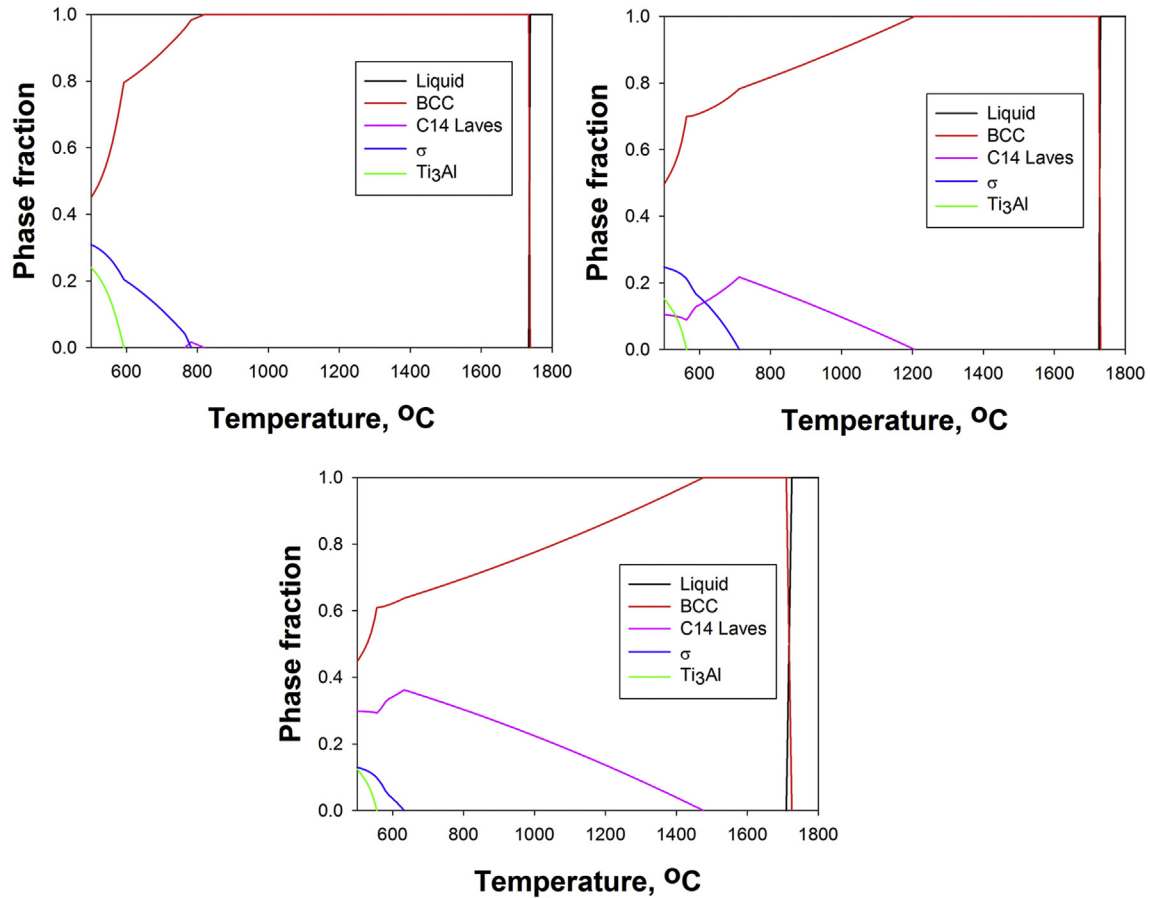 Phase fraction
1.0
0.8
0.6
0.4
0.2
0.0
Liquid
BCC
C14 Laves
σ
Ti3Al
600 800 1000 1200 1400 1600 1800
Temperature, ºC
Phase fraction
1.0
0.8
0.6
0.4
0.2
0.0
Liquid
BCC
C14 Laves
σ
Ti3Al
600 800 1000 1200 1400 1600 1800
Temperature, ºC
Phase fraction
1.0
0.8
0.6
0.4
0.2
0.0
Liquid
BCC
C14 Laves
σ
Ti3Al
600 800 1000 1200 1400 1600 1800
Temperature, ºC